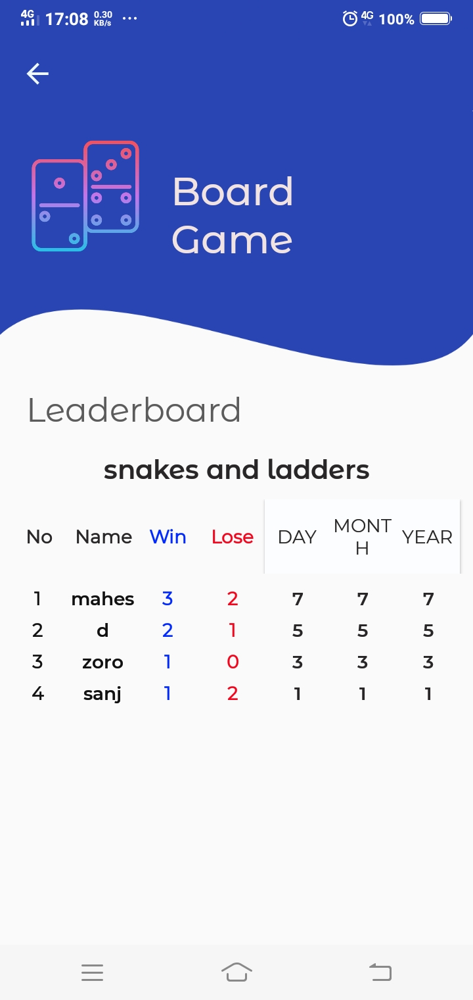 4G 17:08 0.30 KB/s ... 4G 100%
Board
Game
Leaderboard
snakes and ladders
No Name Win Lose DAY MONT
H YEAR
1 mahes 3 2 7 7 7
2 d 2 1 5 5 5
3 zoro 1 0 3 3 3
4 sanj 1 2 1 1 1